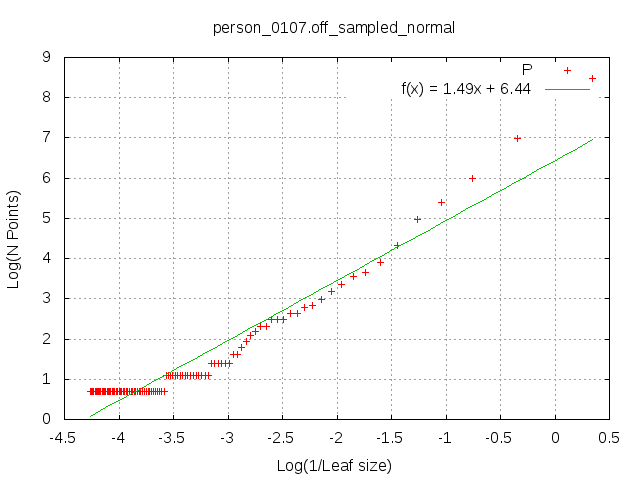 person_0107.off_sampled_normal
9
8
7
6
5
4
3
2
1
0
-4.5 -4 -3.5 -3 -2.5 -2 -1.5 -1 -0.5 0 0.5
Log(N Points)
Log(1/Leaf size)
P
f(x) = 1.49x + 6.44